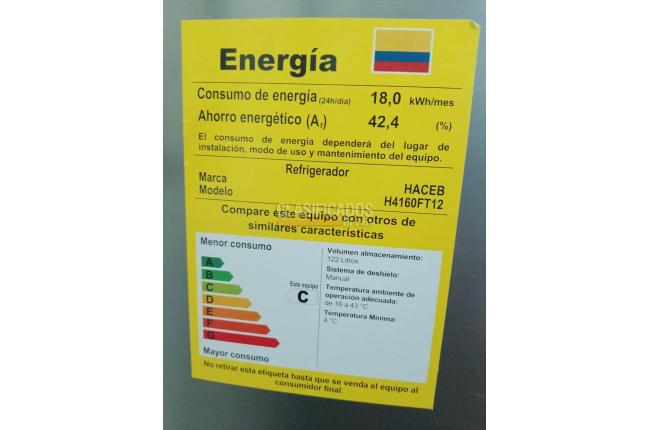 Energía
Consumo de energía (24h/día) 18,0 kWh/mes
Ahorro energético (A,) 42,4 (%)
El consumo de energía dependerá del lugar de
instalación, modo de uso y mantenimiento del equipo.
Refrigerador
Marca HACEB
Modelo H4160FT12
CLASIFICADOS
Compare este equipo con otros de
similares características
Menor consumo
A
B
C
D
E
F
G
Mayor consumo
Este equipo
C
Volumen almacenamiento:
122 Litros
Sistema de deshielo:
Manual
Temperatura ambiente de
operación adecuada:
de 16 a 43 °C
Temperatura Mínima:
4 °C
No retirar esta etiqueta hasta que se venda el equipo al
consumidor final.